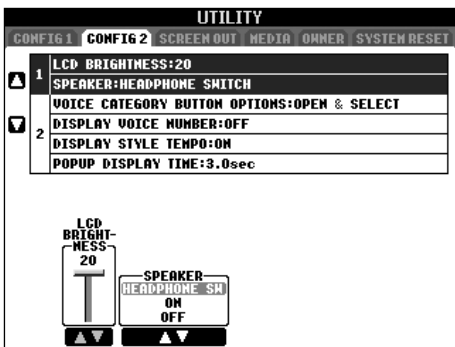 UTILITY
CONFIG 1 CONFIG 2 SCREEN OUT MEDIA OWNER SYSTEM RESET
1
LCD BRIGHTNESS:20
SPEAKER:HEADPHONE SWITCH
2
VOICE CATEGORY BUTTON OPTIONS:OPEN & SELECT
DISPLAY VOICE NUMBER:OFF
DISPLAY STYLE TEMPO:ON
POPUP DISPLAY TIME:3.0sec
LCD
BRIGHT-
NESS
20
SPEAKER
HEADPHONE SW
ON
OFF